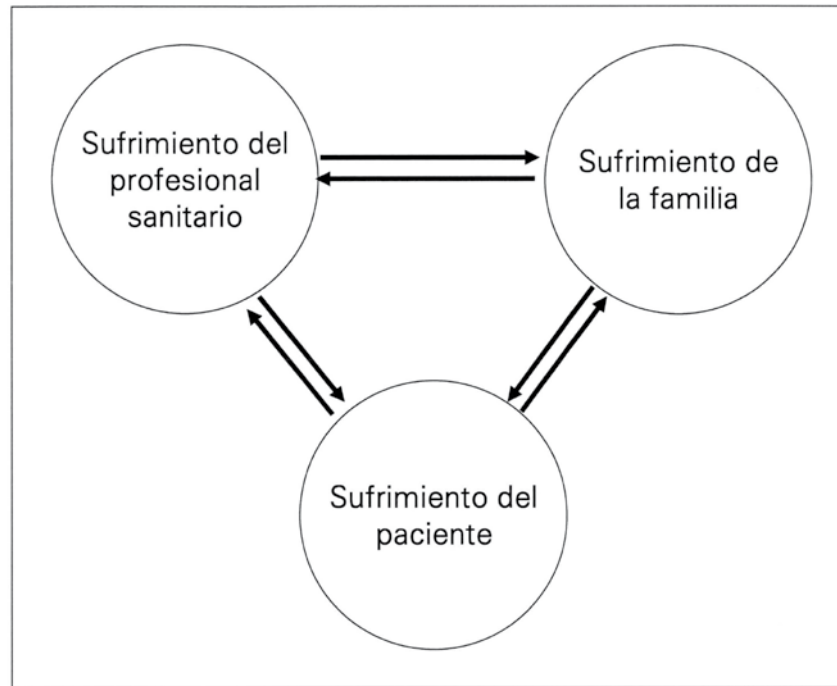 Sufrimiento del
profesional
sanitario
Sufrimiento de
la familia
Sufrimiento del
paciente